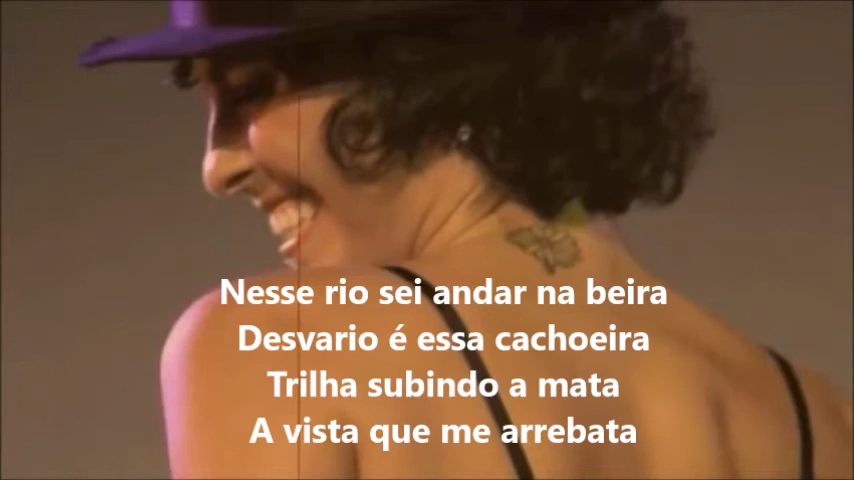 Nesse rio sei andar na beira
Desvario é essa cachoeira
Trilha subindo a mata
A vista que me arrebata